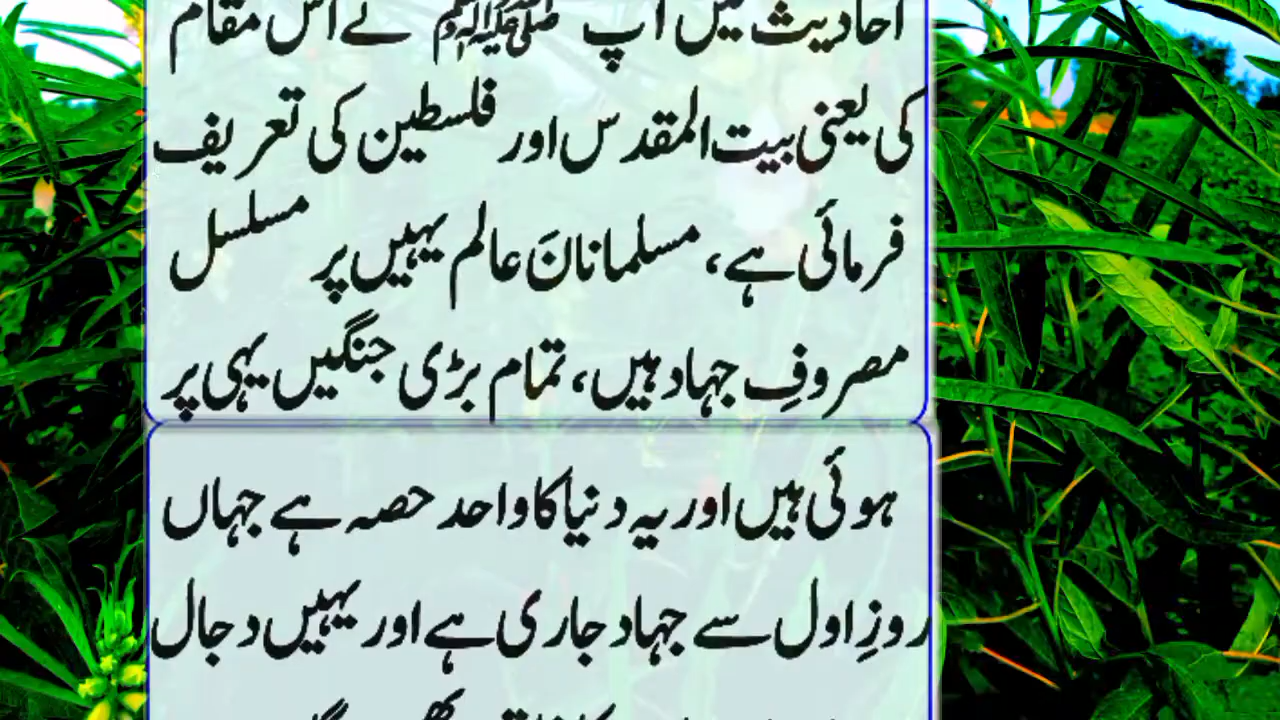 احادیث میں آپ ﷺ نے اس مقام
کی یعنی بیت المقدس اور فلسطین کی تعریف
فرمائی ہے، مسلمانانَ عالم یہیں پر مسلسل
مصروفِ جہاد ہیں، تمام بڑی جنگیں یہی پر
ہوئی ہیں اور یہ دنیا کا واحد حصہ ہے جہاں
روزِ اول سے جہاد جاری ہے اور یہیں دجال